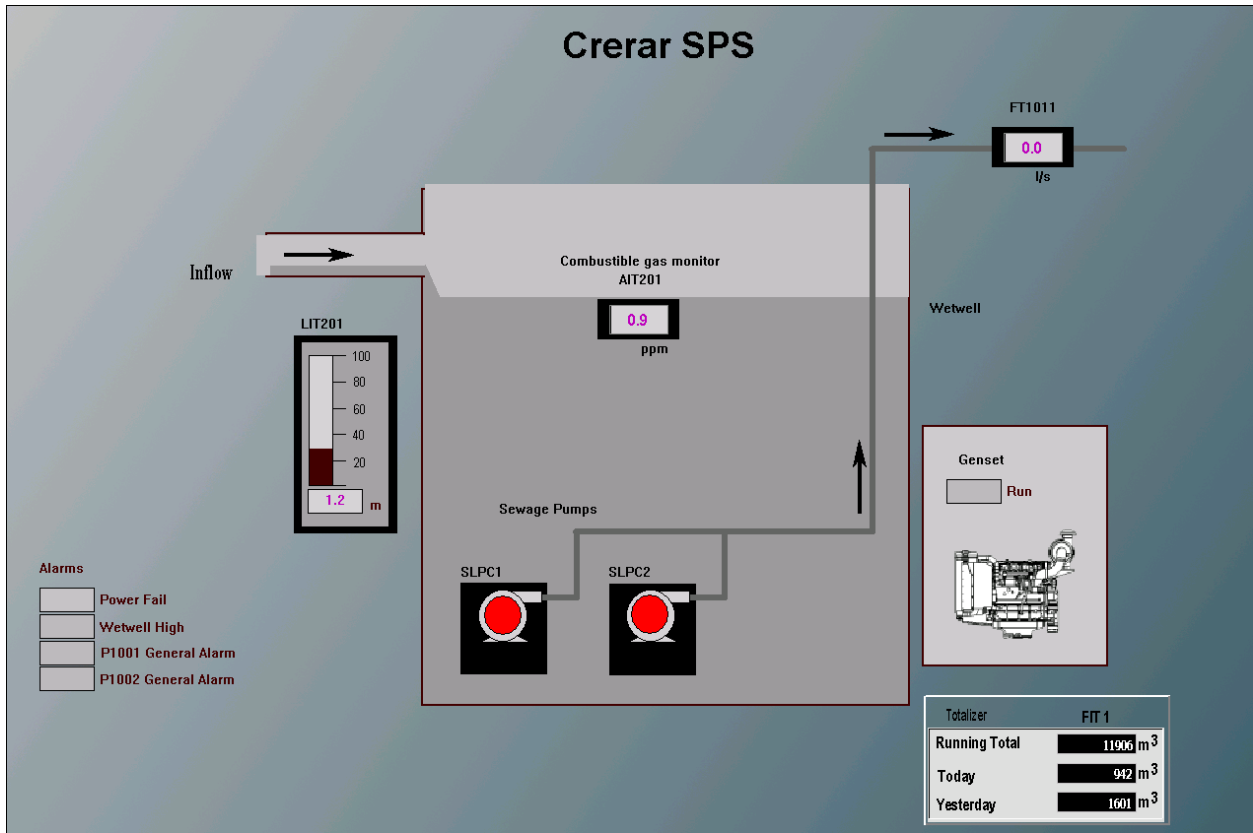 Crerar SPS
FT1011
0.0
l/s
Inflow
Combustible gas monitor
AIT201
0.9
ppm
Wetwell
LIT201
100
80
60
40
20
1.2 m
Genset
Run
Sewage Pumps
SLPC1 SLPC2
Alarms
Power Fail
Wetwell High
P1001 General Alarm
P1002 General Alarm
Totalizer FIT 1
Running Total 11906 m3
Today 942 m3
Yesterday 1601 m3